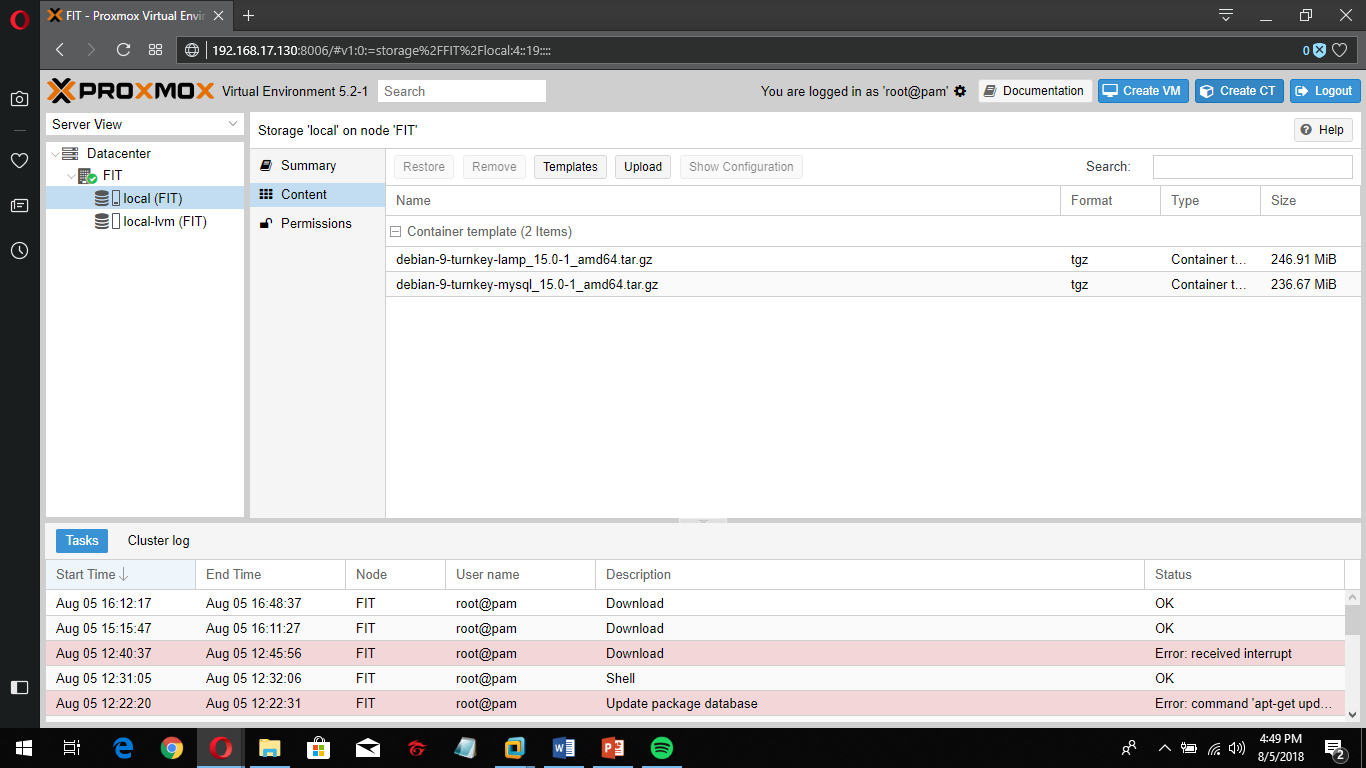 FIT - Proxmox Virtual Envir
192.168.17.130:8006/#v1:0:=storage%2FFIT%2Flocal:4::19::::
0
PROXMOX Virtual Environment 5.2-1 Search You are logged in as 'root@pam' Documentation Create VM Create CT Logout
Server View
Storage 'local' on node 'FIT' Help
Datacenter
FIT
local (FIT)
local-lvm (FIT)
Summary
Content
Permissions
Restore Remove Templates Upload Show Configuration Search:
Name Format Type Size
Container template (2 Items)
debian-9-turnkey-lamp_15.0-1_amd64.tar.gz tgz Container t... 246.91 MiB
debian-9-turnkey-mysql_15.0-1_amd64.tar.gz tgz Container t... 236.67 MiB
Tasks Cluster log
Start Time End Time Node User name Description Status
Aug 05 16:12:17 Aug 05 16:48:37 FIT root@pam Download OK
Aug 05 15:15:47 Aug 05 16:11:27 FIT root@pam Download OK
Aug 05 12:40:37 Aug 05 12:45:56 FIT root@pam Download Error: received interrupt
Aug 05 12:31:05 Aug 05 12:32:06 FIT root@pam Shell OK
Aug 05 12:22:20 Aug 05 12:22:31 FIT root@pam Update package database Error: command 'apt-get upd...
4:49 PM
8/5/2018
2